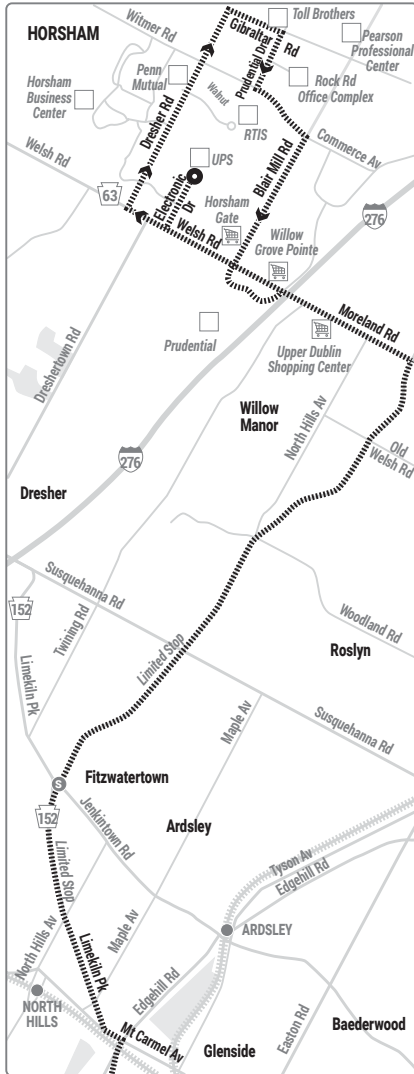 HORSHAM
Witmer Rd
Gibraltar
Rd
Toll Brothers
Pearson
Professional
Center
Prudential Dr
Penn
Mutual
Rock Rd
Office Complex
Horsham
Business
Center
Dresher Rd
Walnut
RTIS
Commerce Av
Welsh Rd
63
UPS
Blair Mill Rd
Electronic
Dr
Horsham
Gate
276
Welsh Rd
Willow
Grove Pointe
Moreland Rd
Prudential
Upper Dublin
Shopping Center
Dreshertown Rd
Willow
Manor
North Hills Av
Old
Welsh Rd
276
Dresher
152
Susquehanna Rd
Twining Rd
Limited Stop
Woodland Rd
Roslyn
Limekiln Pk
Maple Av
Susquehanna Rd
S
Fitzwatertown
152
Jenkintown Rd
Ardsley
Limited Stop
Tyson Av
Edgehill Rd
North Hills Av
Maple Av
ARDSLEY
Limekiln Pk
Edgehill Rd
NORTH
HILLS
Mt Carmel Av
Easton Rd
Baederwood
Glenside